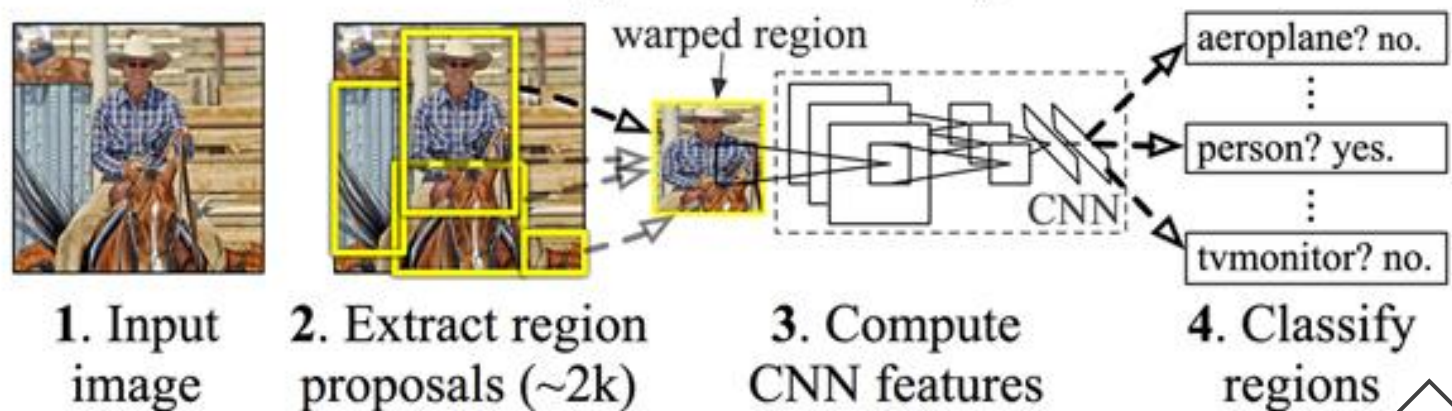 warped region
aeroplane? no.
person? yes.
CNN
tvmonitor? no.
1. Input
image
2. Extract region
proposals (~2k)
3. Compute
CNN features
4. Classify
regions